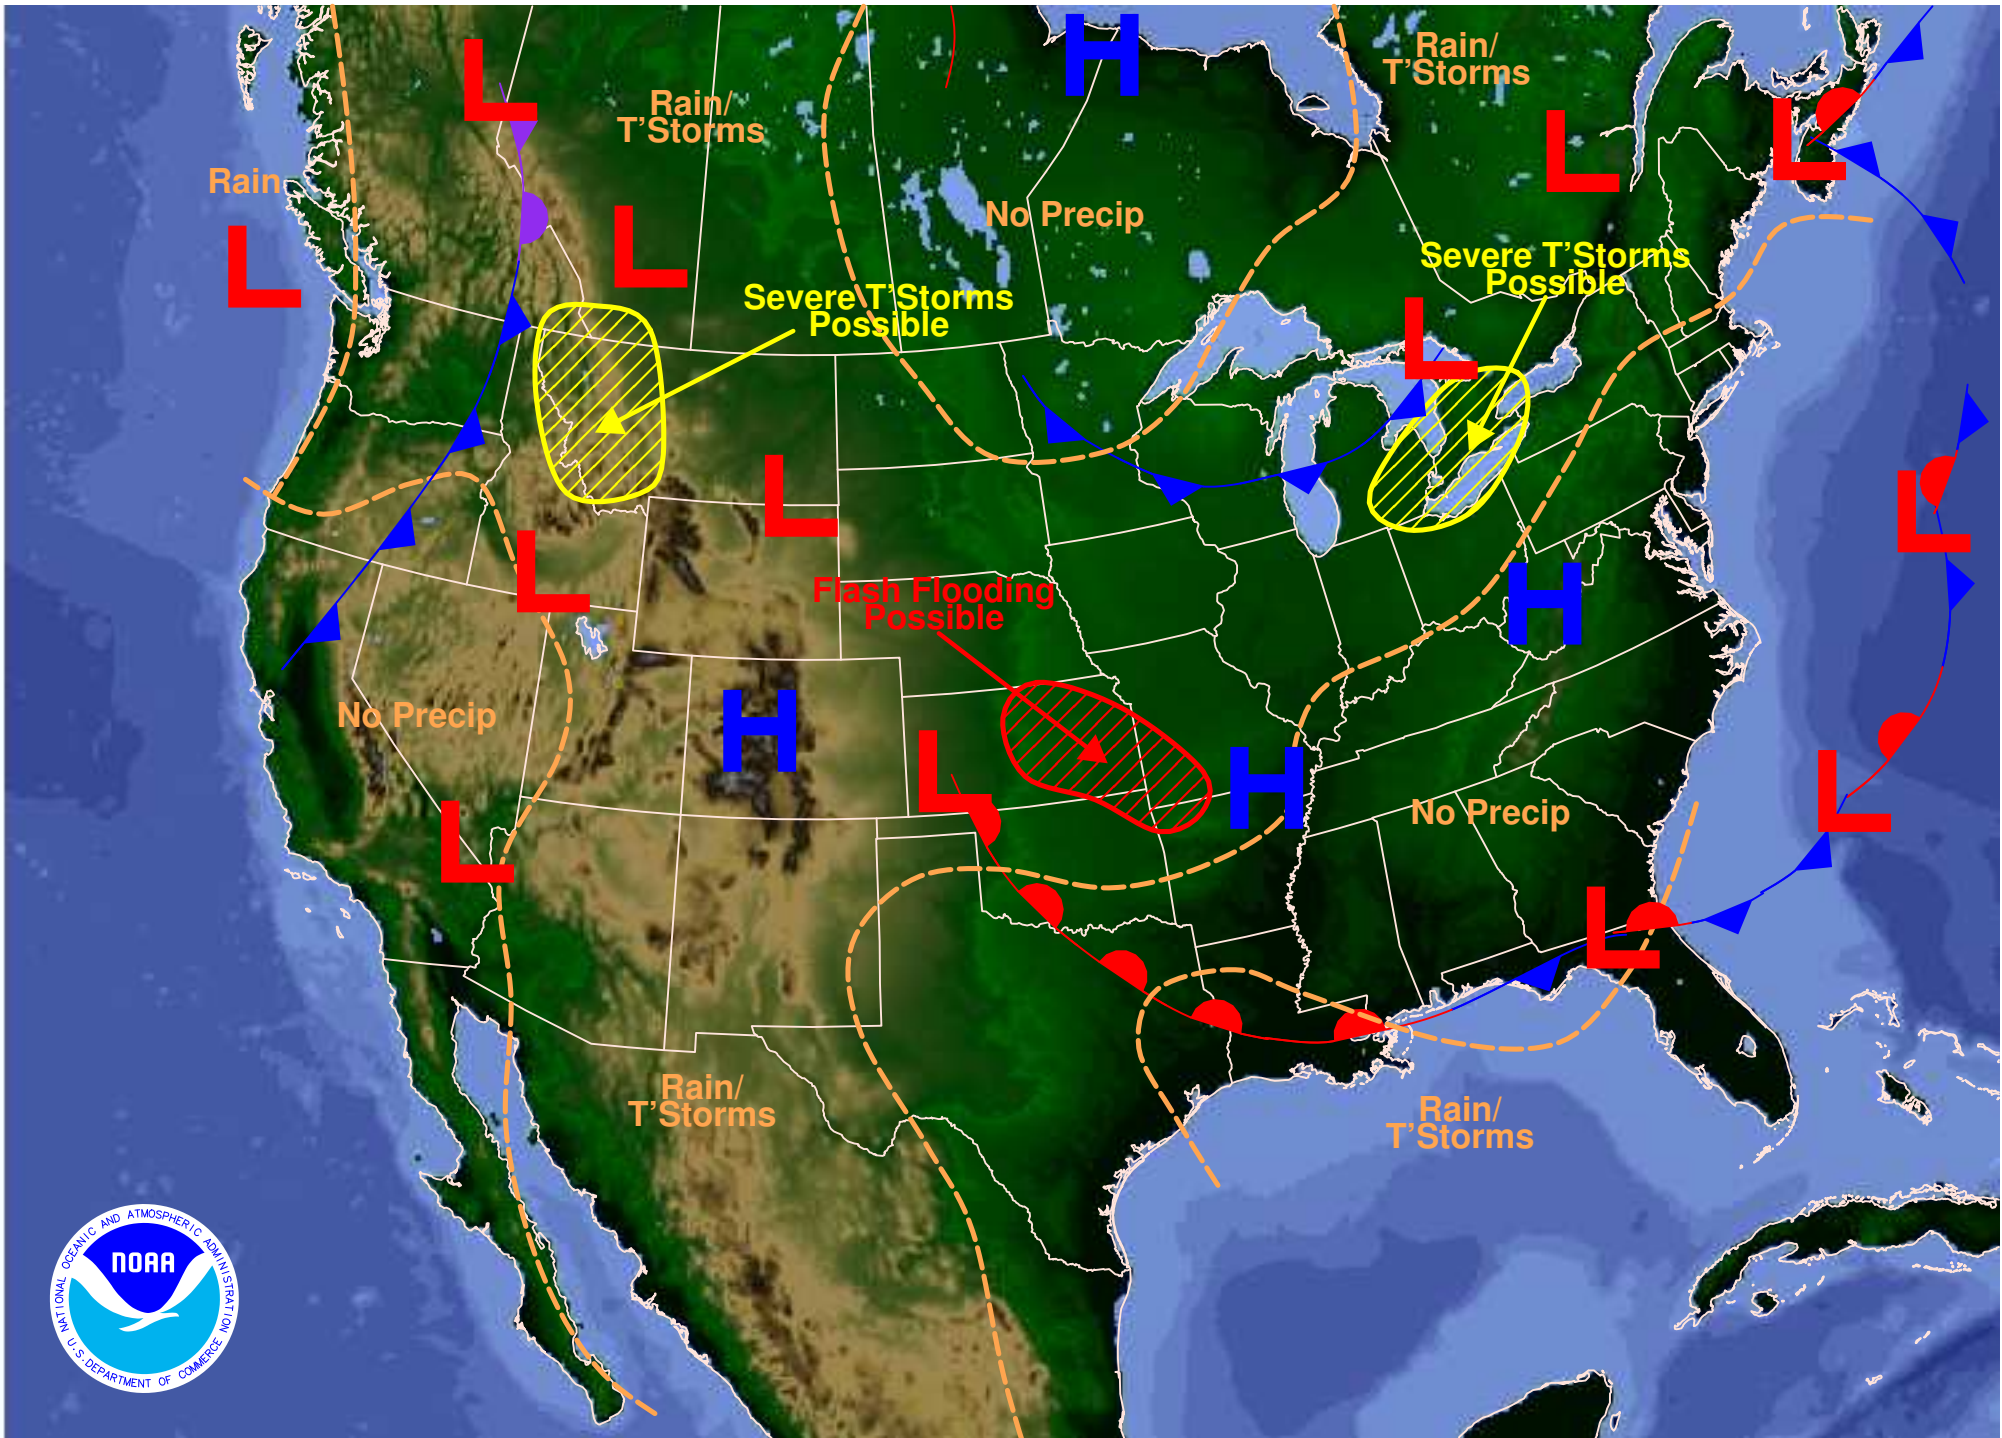 L
H
Rain/
T'Storms
Rain/
T'Storms
L
L
Rain
No Precip
L
L
Severe T'Storms
Possible
Severe T'Storms
Possible
L
L
L
L
Flash Flooding
Possible
H
No Precip
H
L
H
L
No Precip
L
L
Rain/
T'Storms
Rain/
T'Storms
NATIONAL OCEANIC AND ATMOSPHERIC ADMINISTRATION
NOAA
U.S. DEPARTMENT OF COMMERCE